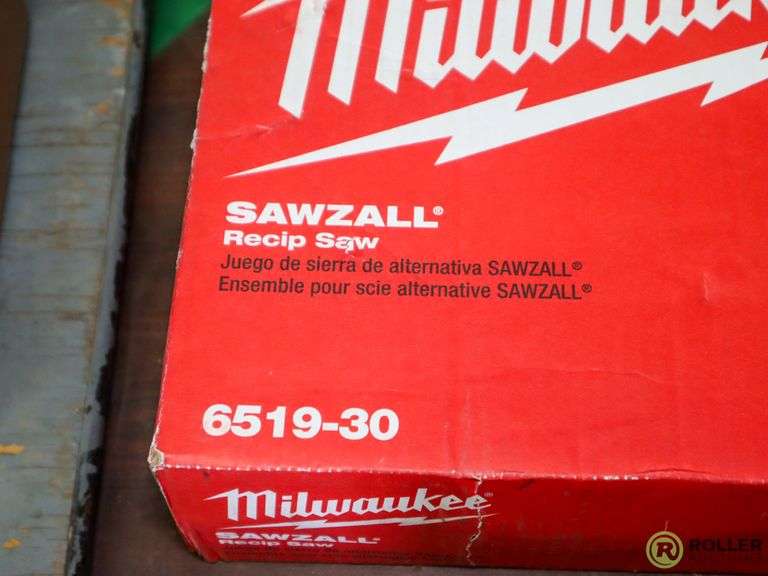 Milwaukee
SAWZALL®
Recip Saw
Juego de sierra de alternativa SAWZALL®
Ensemble pour scie alternative SAWZALL®
6519-30
Milwaukee®
SAWZALL®
Recip Saw
ROLLER